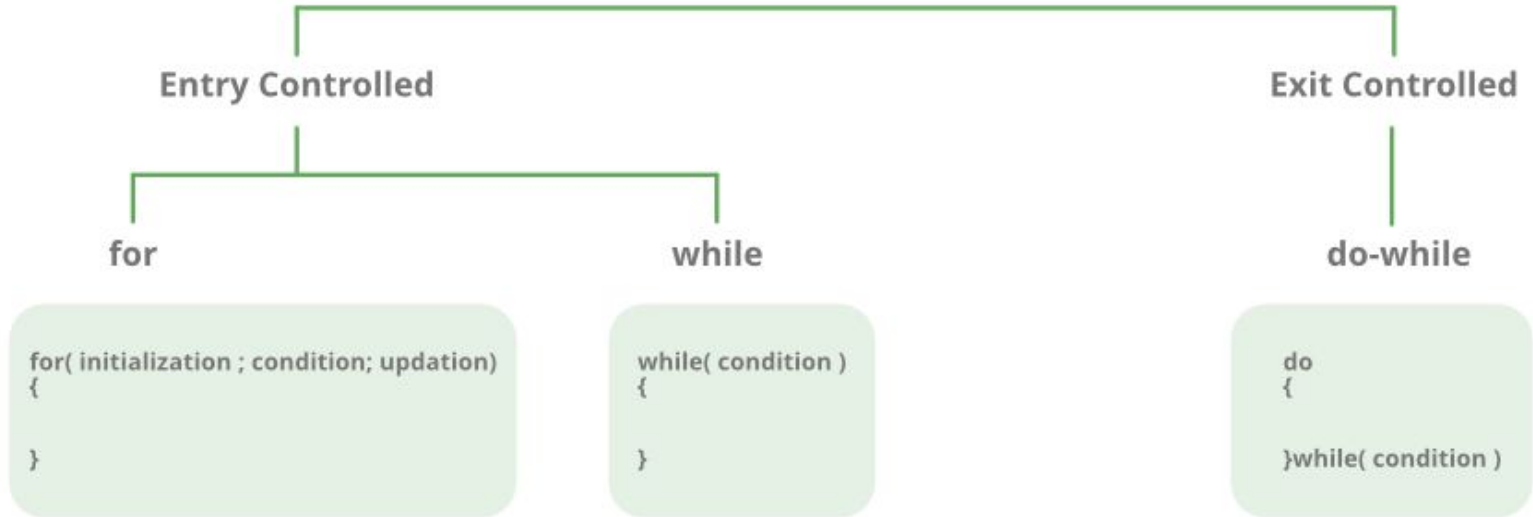 Entry Controlled
Exit Controlled
for
while
do-while
for( initialization ; condition; updation)
{
}
while( condition )
{
}
do
{
}while( condition )